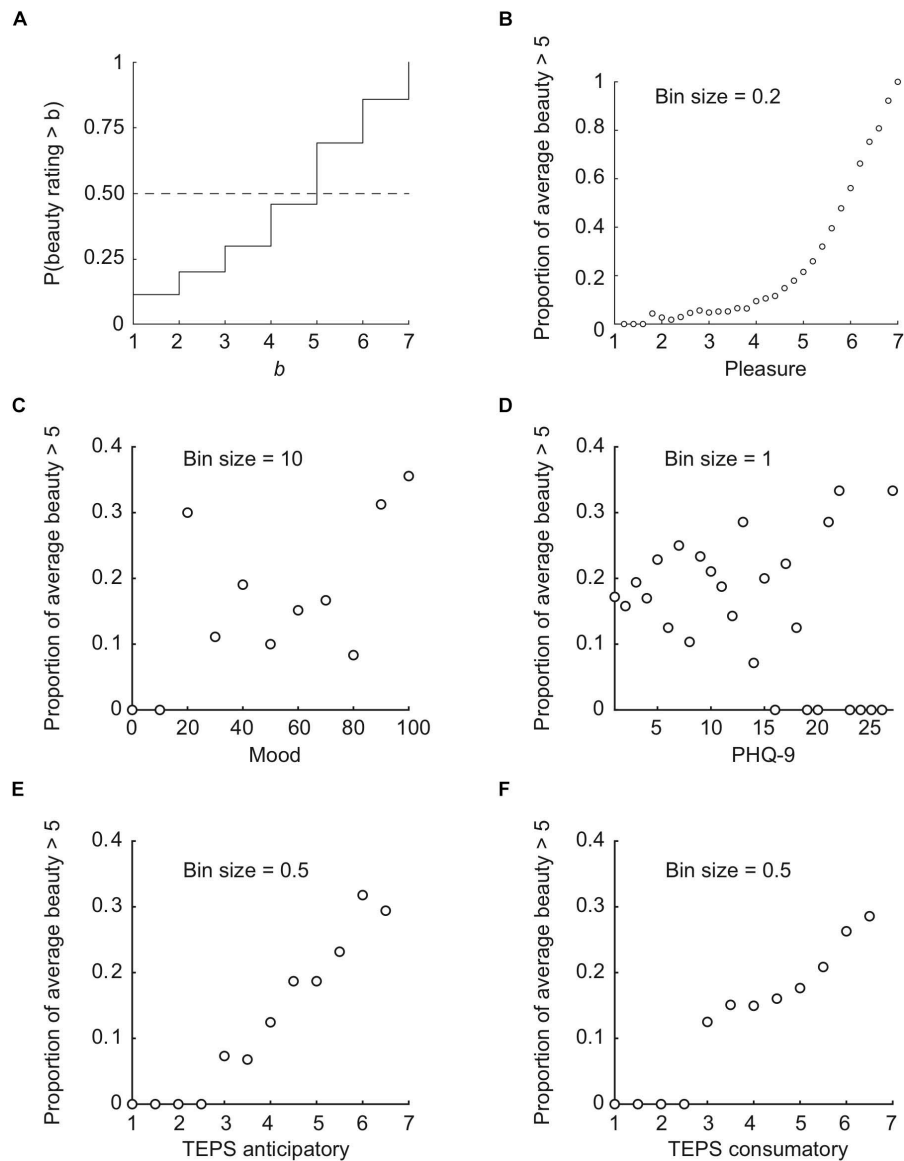 A
P(beauty rating > b)
1
0.75
0.50
0.25
0
1 2 3 4 5 6 7
b
B
Proportion of average beauty > 5
Bin size = 0.2
1
0.8
0.6
0.4
0.2
0
1 2 3 4 5 6 7
Pleasure
C
Proportion of average beauty > 5
Bin size = 10
0.4
0.3
0.2
0.1
0
0 20 40 60 80 100
Mood
D
Proportion of average beauty > 5
Bin size = 1
0.4
0.3
0.2
0.1
0
5 10 15 20 25
PHQ-9
E
Proportion of average beauty > 5
Bin size = 0.5
0.4
0.3
0.2
0.1
0
1 2 3 4 5 6 7
TEPS anticipatory
F
Proportion of average beauty > 5
Bin size = 0.5
0.4
0.3
0.2
0.1
0
1 2 3 4 5 6 7
TEPS consumatory